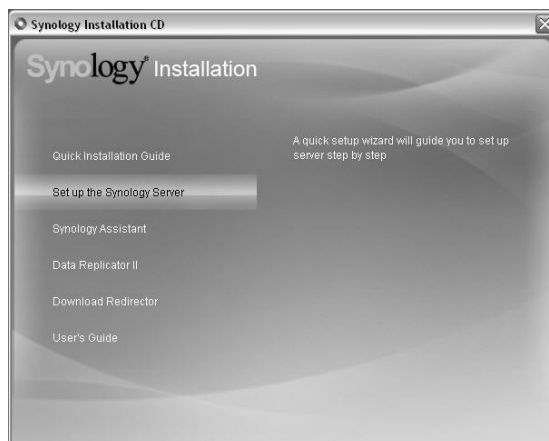 Synology Installation CD
Synology® Installation
Quick Installation Guide
Set up the Synology Server
Synology Assistant
Data Replicator II
Download Redirector
User's Guide
A quick setup wizard will guide you to set up
server step by step